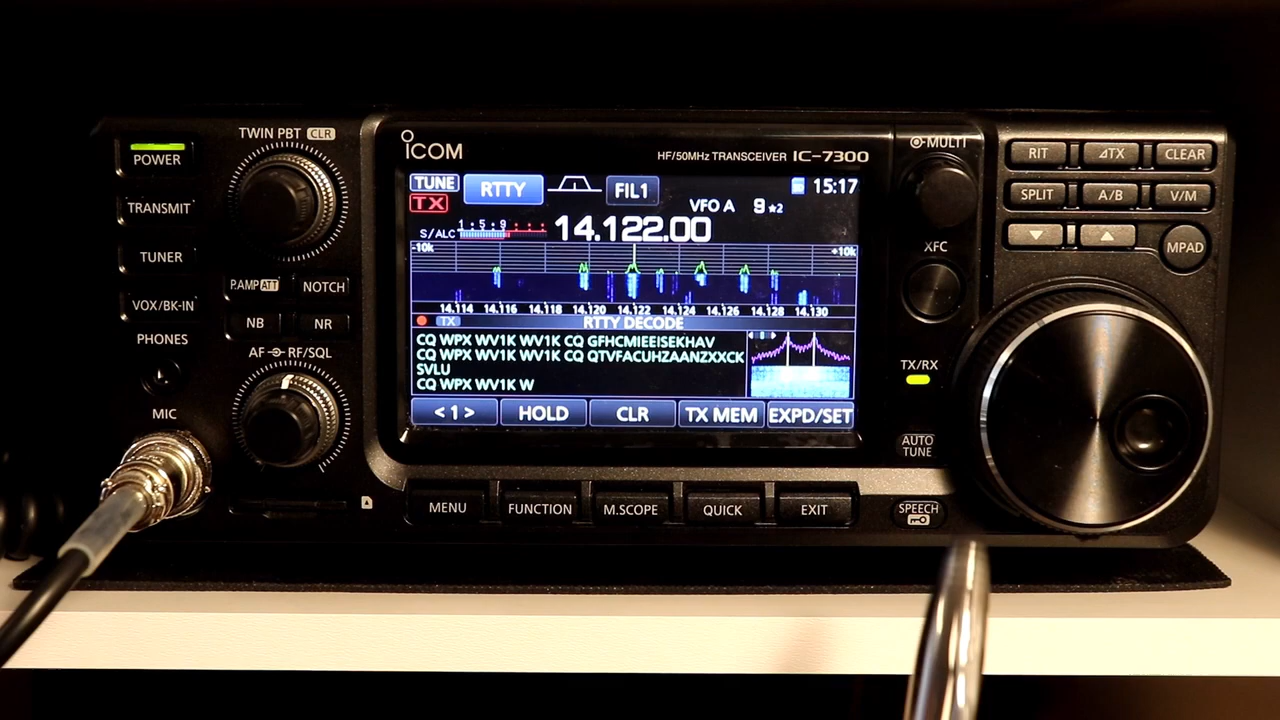 TWIN PBT CLR
POWER
TRANSMIT
TUNER
VOX/BK-IN
PHONES
MIC
P.AMP ATT
NOTCH
NB
NR
AF RF/SQL
ICOM
HF/50MHz TRANSCEIVER IC-7300
TUNE
RTTY
FIL1
15:17
TX
VFO A
9 ★2
S/ALC
1:5:9
14.122.00
-10k
+10k
14.114 14.116 14.118 14.120 14.122 14.124 14.126 14.128 14.130
TX
RTTY DECODE
CQ WPX WV1K WV1K CQ GFHCMIEEISEKHAV
CQ WPX WV1K WV1K CQ QTVFACUHZAANZXXCK
SVLU
CQ WPX WV1K W
< 1 >
HOLD
CLR
TX MEM
EXPD/SET
MENU
FUNCTION
M.SCOPE
QUICK
EXIT
MULTI
XFC
TX/RX
AUTO
TUNE
SPEECH
RIT
⊿TX
CLEAR
SPLIT
A/B
V/M
MPAD